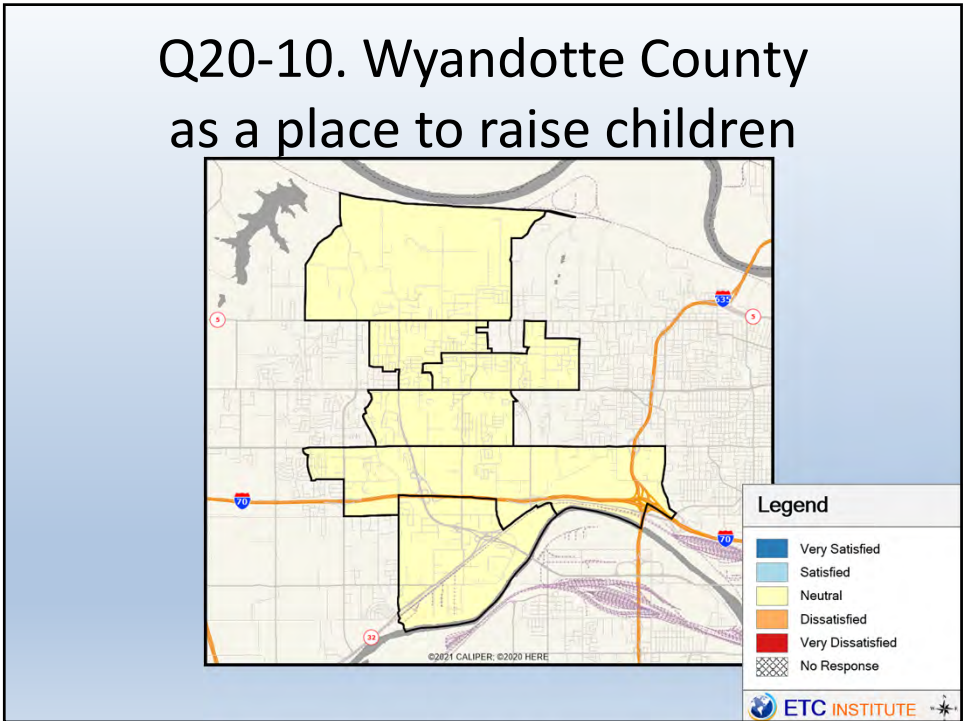 Q20-10. Wyandotte County
as a place to raise children
635
5
5
70
70
32
©2021 CALIPER; ©2020 HERE
Legend
Very Satisfied
Satisfied
Neutral
Dissatisfied
Very Dissatisfied
No Response
ETC INSTITUTE
W E